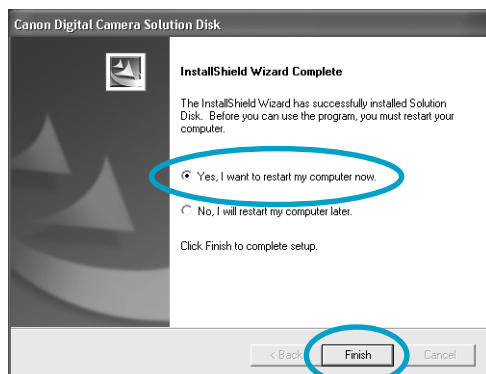 Canon Digital Camera Solution Disk
InstallShield Wizard Complete
The InstallShield Wizard has successfully installed Solution
Disk. Before you can use the program, you must restart your
computer.
Yes, I want to restart my computer now.
No, I will restart my computer later.
Click Finish to complete setup.
< Back Finish Cancel